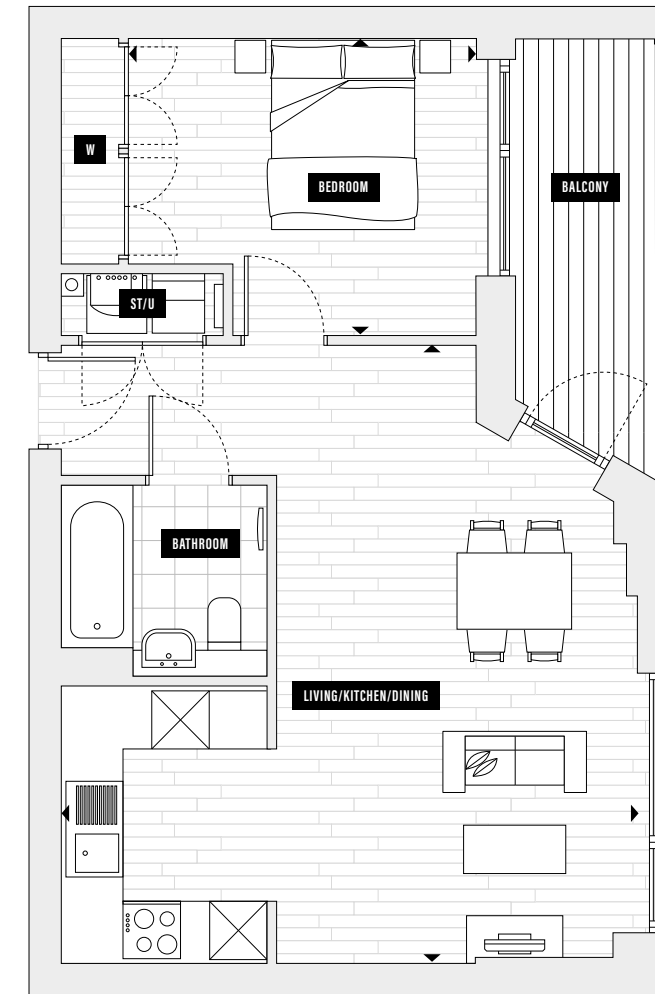 W
BEDROOM
BALCONY
ST/U
BATHROOM
LIVING/KITCHEN/DINING